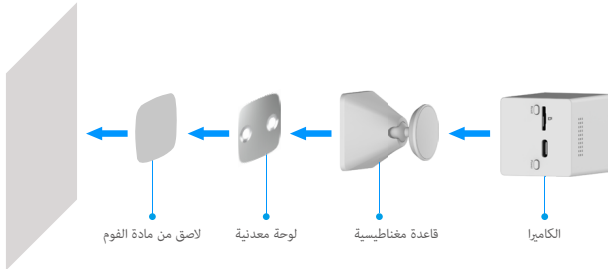 الكاميرا
قاعدة مغناطيسية
لوحة معدنية
لاصق من مادة الفوم